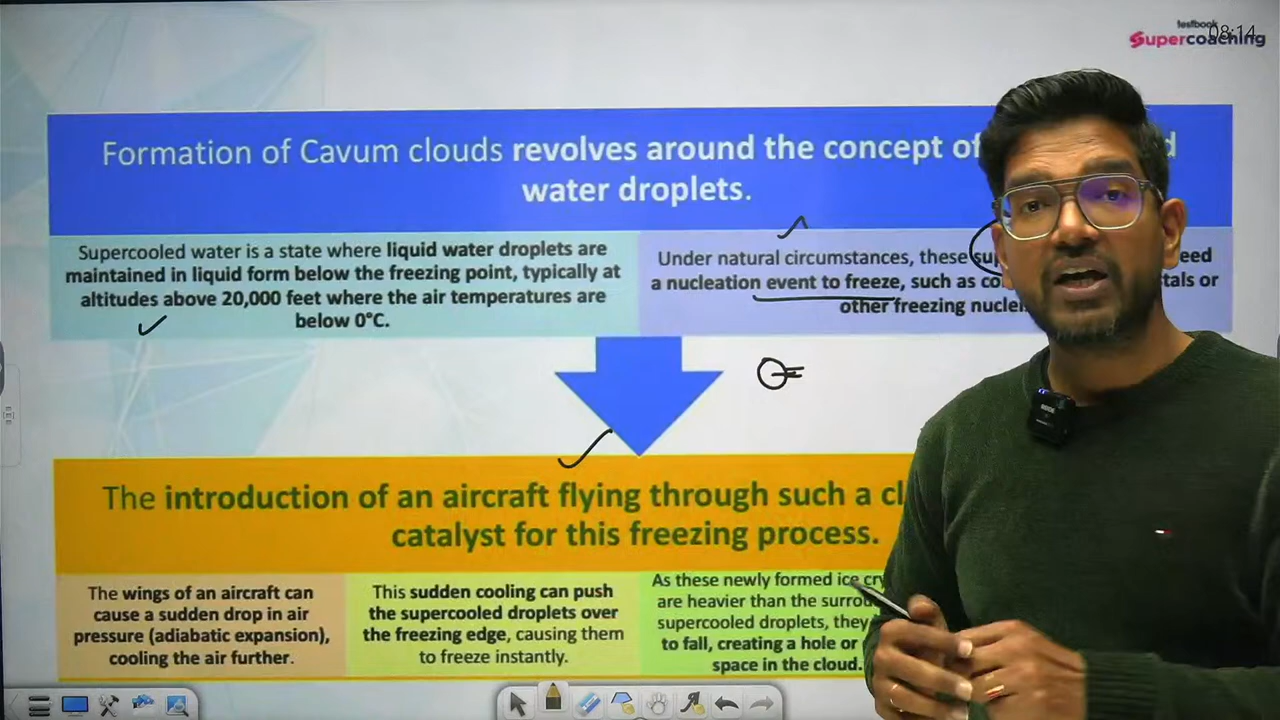 testbook
Supercoaching
08:14
Formation of Cavum clouds revolves around the concept of
water droplets.
Supercooled water is a state where liquid water droplets are
maintained in liquid form below the freezing point, typically at
altitudes above 20,000 feet where the air temperatures are
below 0°C.
Under natural circumstances, these
a nucleation event to freeze, such as
other freezing
The introduction of an aircraft flying through such a
catalyst for this freezing process.
The wings of an aircraft can
cause a sudden drop in air
pressure (adiabatic expansion),
cooling the air further.
This sudden cooling can push
the supercooled droplets over
the freezing edge, causing them
to freeze instantly.
As these newly formed ice
are heavier than the
supercooled droplets, they
to fall, creating a hole or
space in the cloud.